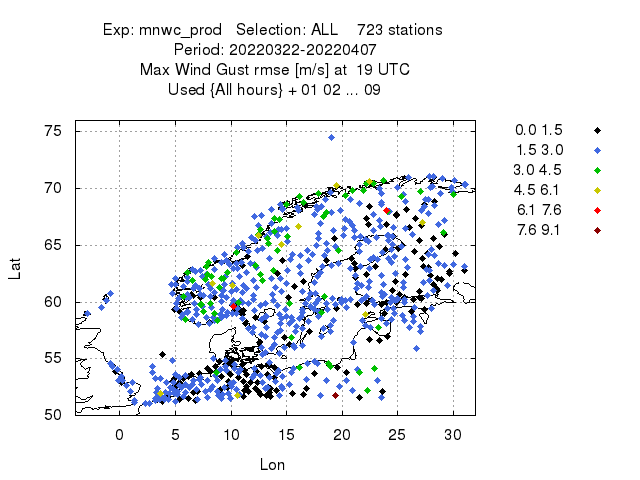 Exp: mnwc_prod Selection: ALL 723 stations
Period: 20220322-20220407
Max Wind Gust rmse [m/s] at 19 UTC
Used {All hours} + 01 02 ... 09
0.0 1.5
1.5 3.0
3.0 4.5
4.5 6.1
6.1 7.6
7.6 9.1
75
70
65
60
55
50
Lat
0 5 10 15 20 25 30
Lon